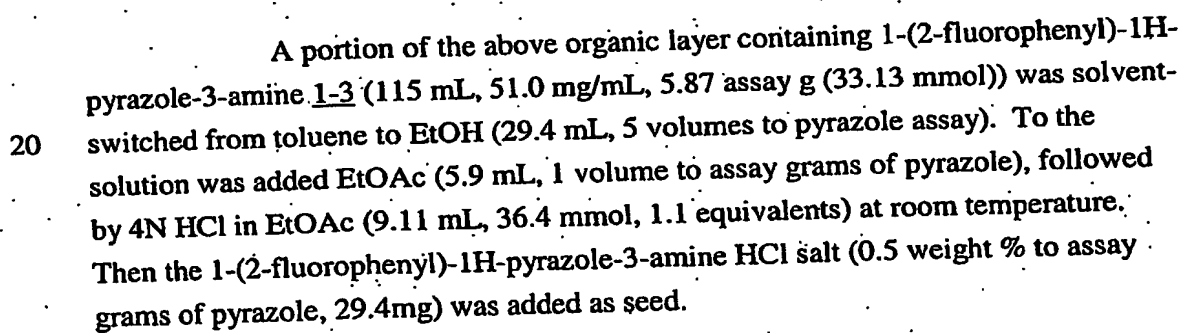 A portion of the above organic layer containing 1-(2-fluorophenyl)-1H-
pyrazole-3-amine 1-3 (115 mL, 51.0 mg/mL, 5.87 assay g (33.13 mmol)) was solvent-
20 switched from toluene to EtOH (29.4 mL, 5 volumes to pyrazole assay). To the
solution was added EtOAc (5.9 mL, 1 volume to assay grams of pyrazole), followed
by 4N HCl in EtOAc (9.11 mL, 36.4 mmol, 1.1 equivalents) at room temperature.
Then the 1-(2-fluorophenyl)-1H-pyrazole-3-amine HCl salt (0.5 weight % to assay
grams of pyrazole, 29.4mg) was added as seed.